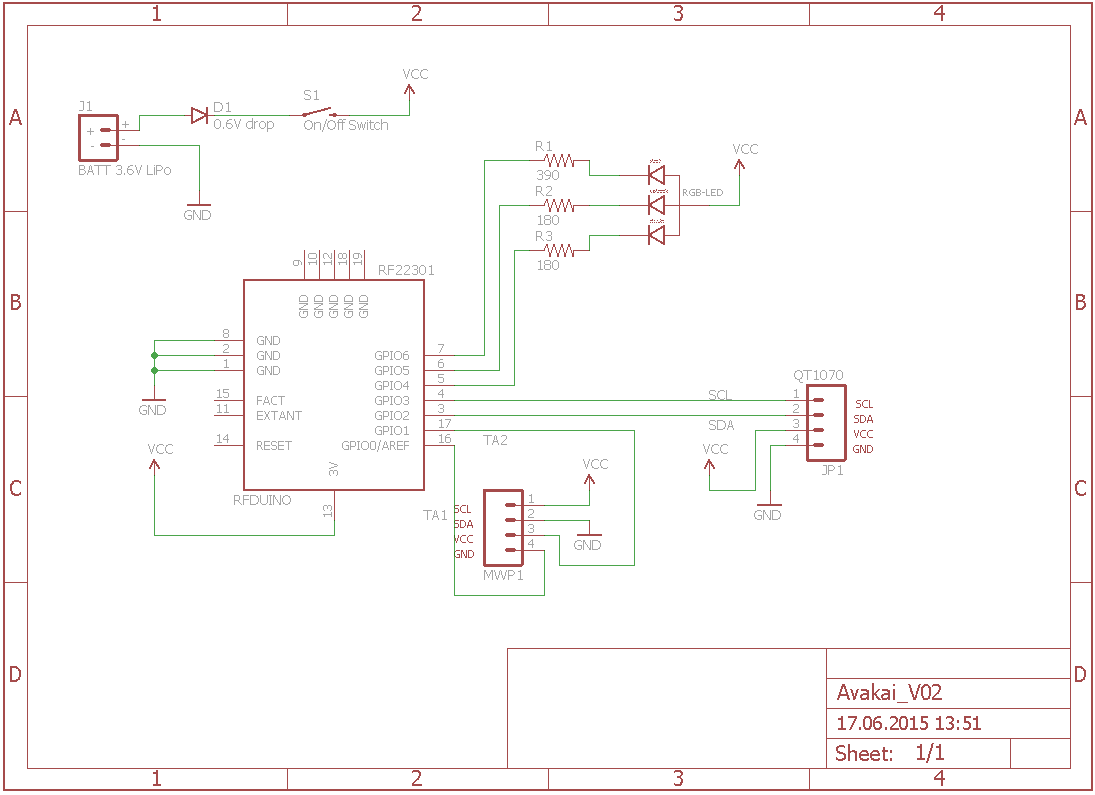 1 2 3 4
A A
B B
C C
D D
VCC
J1
D1
S1
+
+
-
-
0.6V drop
On/Off Switch
BATT 3.6V LiPo
GND
R1
390
R2
180
R3
180
VCC
RGB-LED
9 10 12 18 19
RF22301
GND GND GND GND GND
8 GND
2 GND
1 GND
15 FACT
11 EXTANT
14 RESET
GPIO6 7
GPIO5 6
GPIO4 5
GPIO3 4
GPIO2 3
GPIO1 17
GPIO0/AREF 16
3V
13
RFDUINO
GND
VCC
TA2
TA1
SCL
SDA
VCC
GND
1
2
3
4
MWP1
VCC
GND
SCL
SDA
VCC
GND
QT1070
1 SCL
2 SDA
3 VCC
4 GND
JP1
Avakai_V02
17.06.2015 13:51
Sheet: 1/1
1 2 3 4